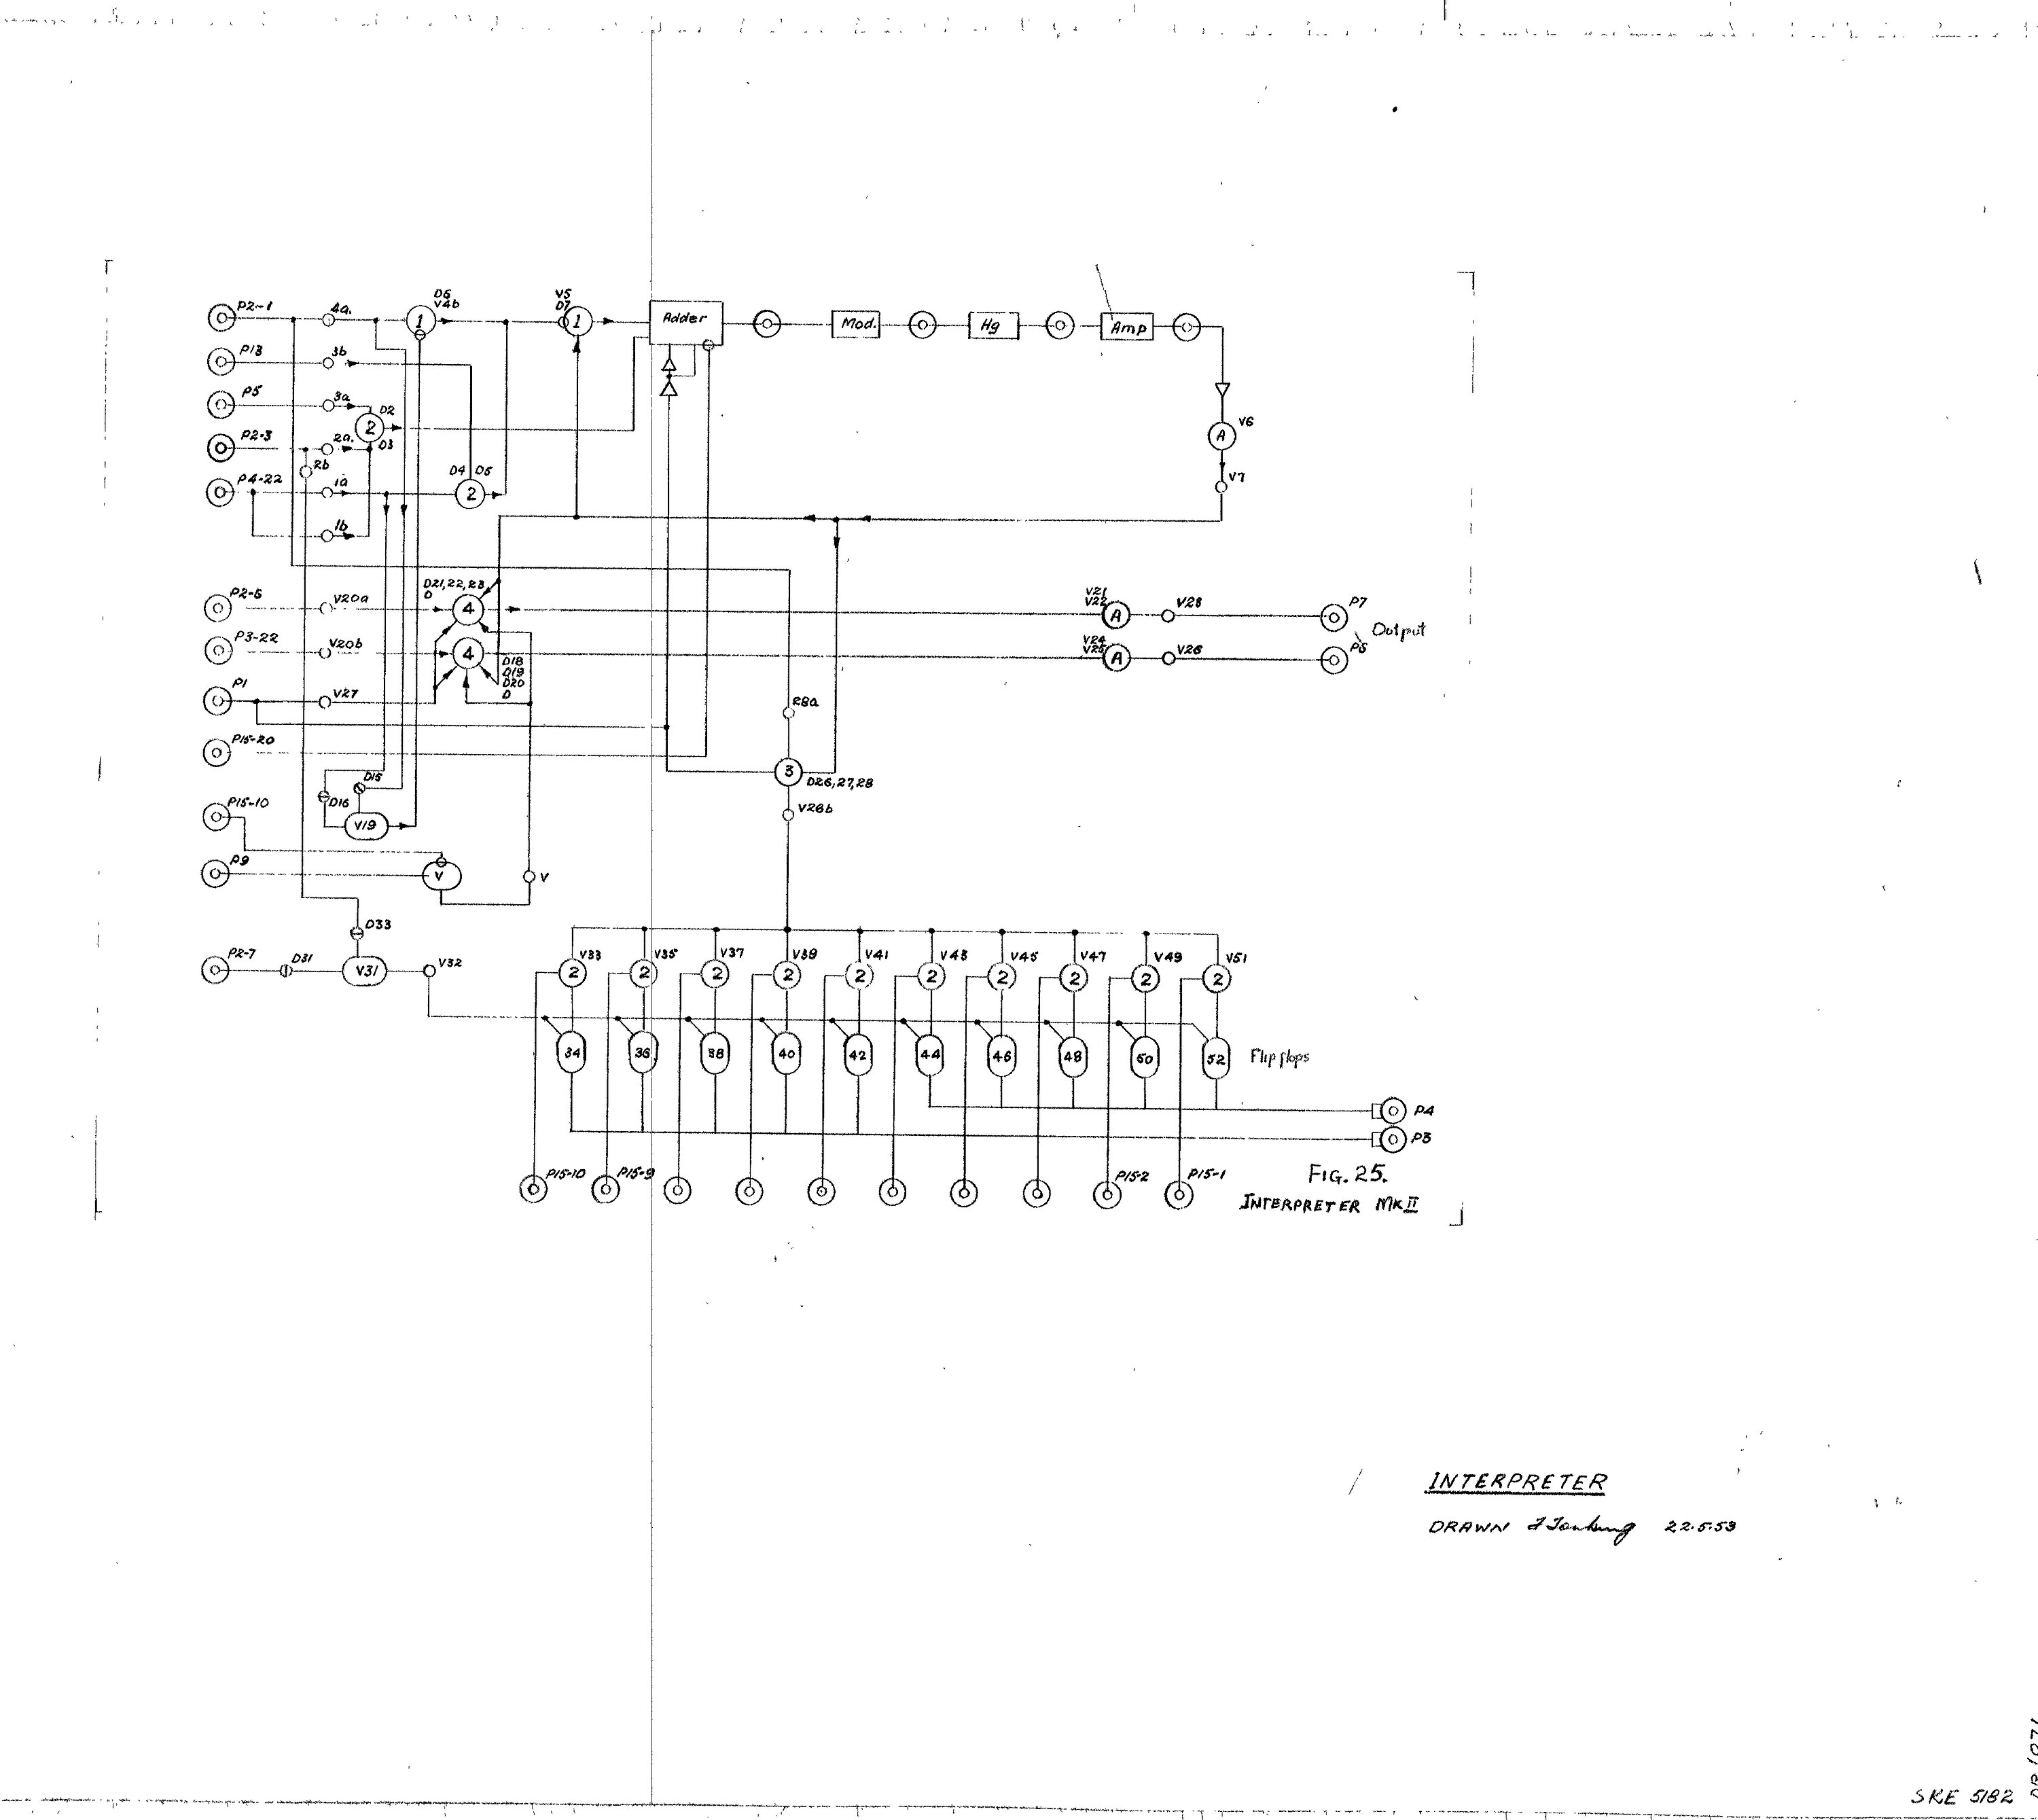 P2-1
4a.
D6
V4b
1
V5
D7
1
Adder
Mod.
Hg
Amp
P13
3b
P5
3a
D2
2
D3
P2-3
2a.
2b
V6
A
V7
P4-22
1a
D4 D5
2
1b
P2-6
V20a
D21,22,23
D
4
V21
V22
A
V23
P7
Output
P3-22
V20b
4
D18
D19
D20
D
V24
V25
A
V26
P6
P1
V27
28a
P15-20
3
D26,27,28
D15
D16
V19
V28b
P15-10
P9
V
V
D33
P2-7
D31
V31
V32
V33
V35
V37
V39
V41
V43
V45
V47
V49
V51
2 2 2 2 2 2 2 2 2 2
34
36
38
40
42
44
46
48
50
52
Flip flops
P4
P3
P15-10
P15-9
P15-2
P15-1
FIG. 25.
INTERPRETER MK II
INTERPRETER
DRAWN 22.5.53
SKE 5182